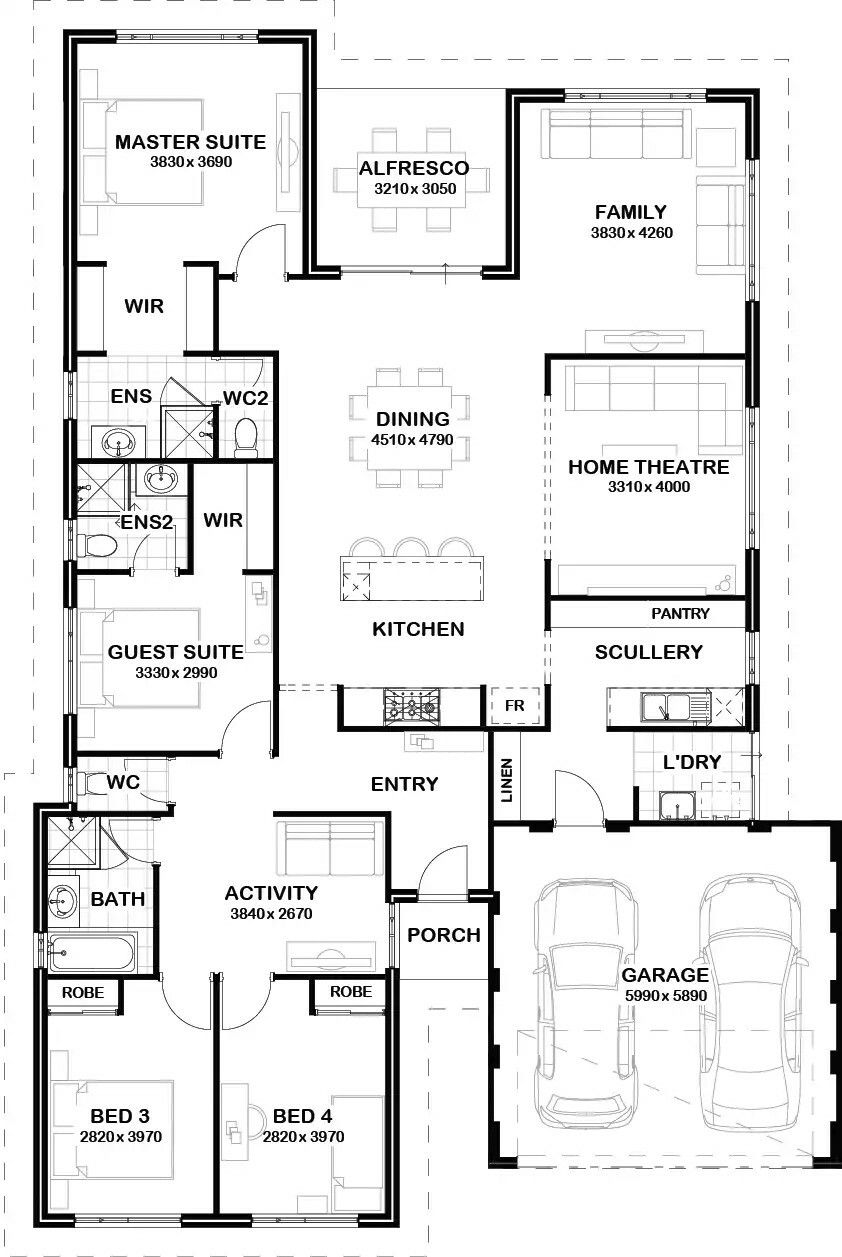 MASTER SUITE
3830 x 3690
ALFRESCO
3210 x 3050
FAMILY
3830 x 4260
WIR
ENS
WC2
DINING
4510 x 4790
HOME THEATRE
3310 x 4000
ENS2
WIR
KITCHEN
PANTRY
SCULLERY
GUEST SUITE
3330 x 2990
FR
WC
ENTRY
LINEN
L'DRY
BATH
ACTIVITY
3840 x 2670
PORCH
GARAGE
5990 x 5890
ROBE
ROBE
BED 3
2820 x 3970
BED 4
2820 x 3970